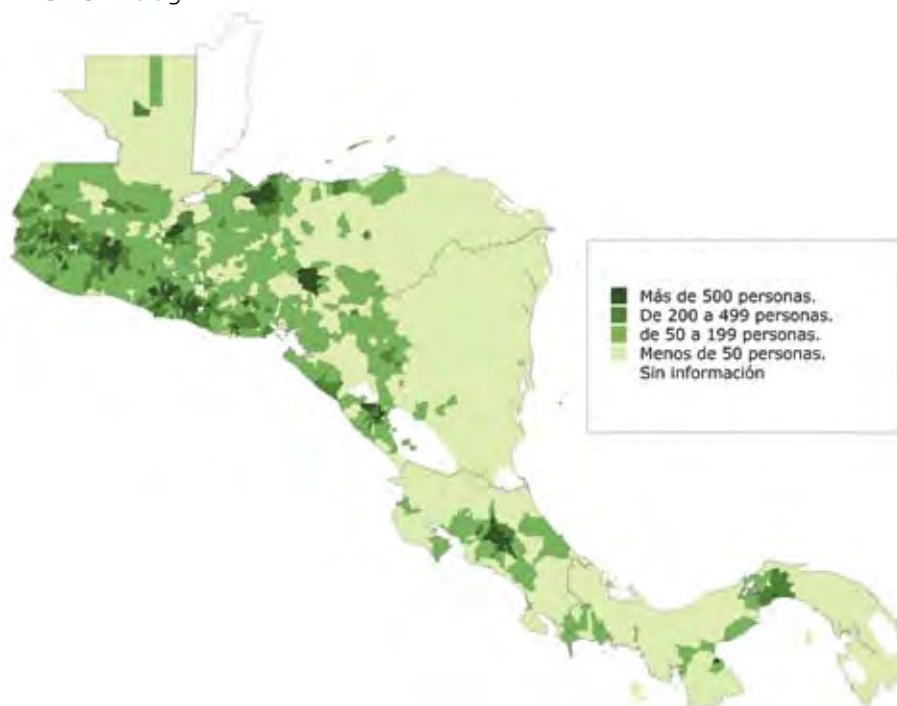 Más de 500 personas.
De 200 a 499 personas.
de 50 a 199 personas.
Menos de 50 personas.
Sin información